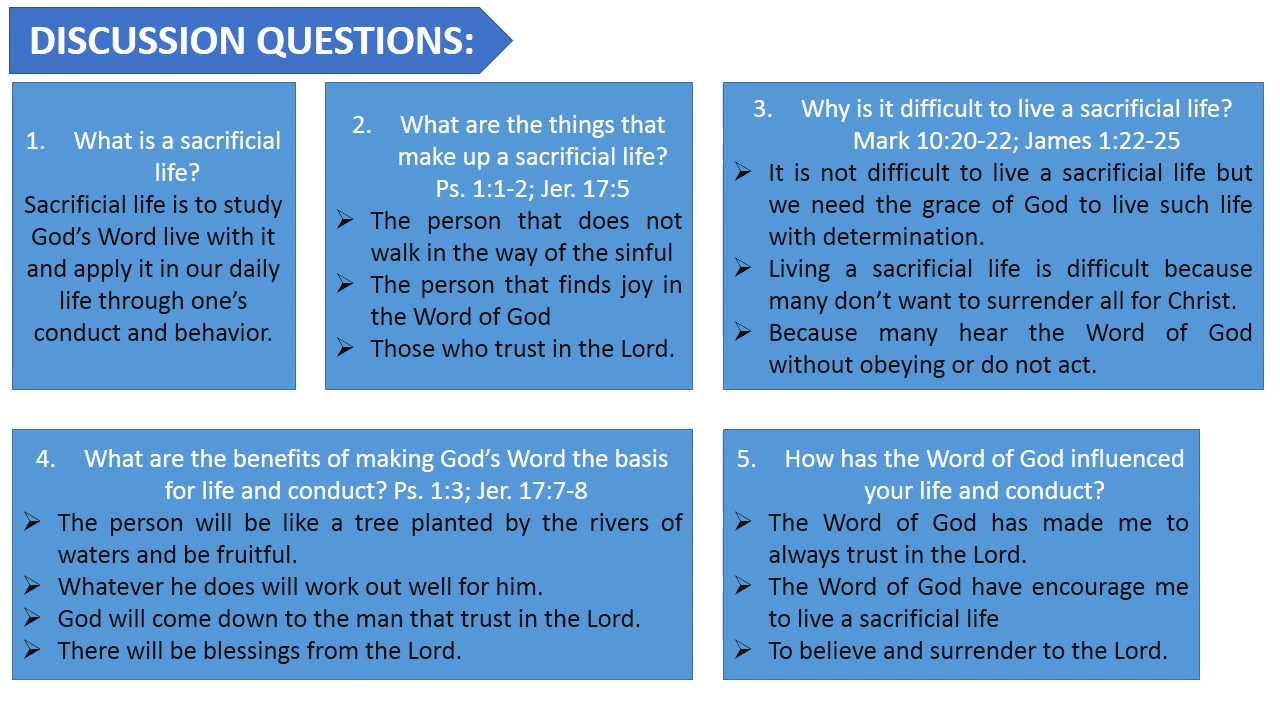 DISCUSSION QUESTIONS:
1. What is a sacrificial
life?
Sacrificial life is to study
God’s Word live with it
and apply it in our daily
life through one’s
conduct and behavior.
2. What are the things that
make up a sacrificial life?
Ps. 1:1-2; Jer. 17:5
➢ The person that does not
walk in the way of the sinful
➢ The person that finds joy in
the Word of God
➢ Those who trust in the Lord.
3. Why is it difficult to live a sacrificial life?
Mark 10:20-22; James 1:22-25
➢ It is not difficult to live a sacrificial life but
we need the grace of God to live such life
with determination.
➢ Living a sacrificial life is difficult because
many don’t want to surrender all for Christ.
➢ Because many hear the Word of God
without obeying or do not act.
4. What are the benefits of making God’s Word the basis
for life and conduct? Ps. 1:3; Jer. 17:7-8
➢ The person will be like a tree planted by the rivers of
waters and be fruitful.
➢ Whatever he does will work out well for him.
➢ God will come down to the man that trust in the Lord.
➢ There will be blessings from the Lord.
5. How has the Word of God influenced
your life and conduct?
➢ The Word of God has made me to
always trust in the Lord.
➢ The Word of God have encourage me
to live a sacrificial life
➢ To believe and surrender to the Lord.